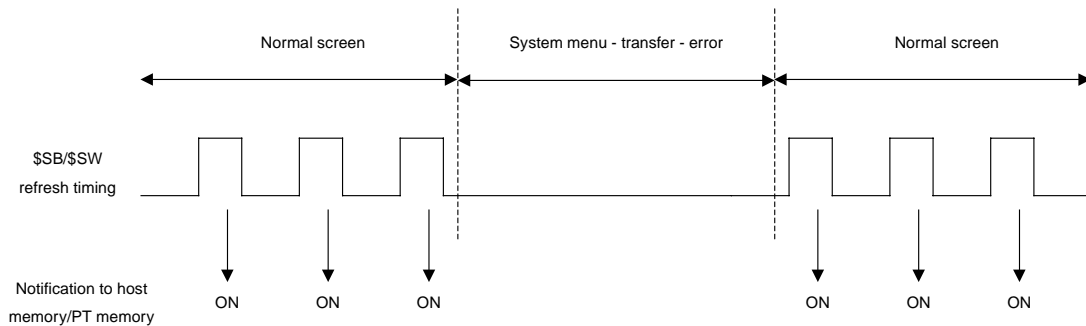 Normal screen
System menu - transfer - error
Normal screen
$SB/$SW
refresh timing
Notification to host
memory/PT memory
ON
ON
ON
ON
ON
ON